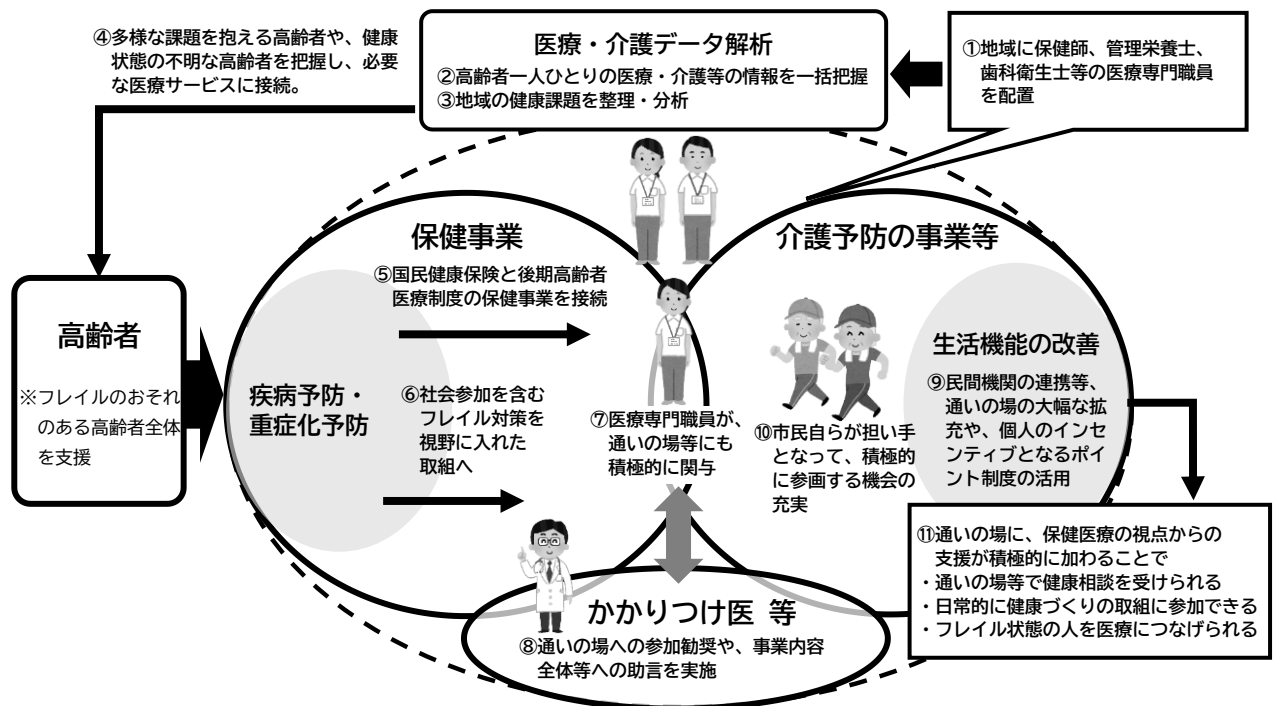 ④多様な課題を抱える高齢者や、健康
状態の不明な高齢者を把握し、必要
な医療サービスに接続。
医療・介護データ解析
②高齢者一人ひとりの医療・介護等の情報を一括把握
③地域の健康課題を整理・分析
①地域に保健師、管理栄養士、
歯科衛生士等の医療専門職員
を配置
保健事業
⑤国民健康保険と後期高齢者
医療制度の保健事業を接続
介護予防の事業等
高齢者
※フレイルのおそれ
のある高齢者全体
を支援
疾病予防・
重症化予防
⑥社会参加を含む
フレイル対策を
視野に入れた
取組へ
⑦医療専門職員が、
通いの場等にも
積極的に関与
⑩市民自らが担い手
となって、積極的
に参画する機会の
充実
生活機能の改善
⑨民間機関の連携等、
通いの場の大幅な拡
充や、個人のインセ
ンティブとなるポイ
ント制度の活用
⑪通いの場に、保健医療の視点からの
支援が積極的に加わることで
・通いの場等で健康相談を受けられる
・日常的に健康づくりの取組に参加できる
・フレイル状態の人を医療につなげられる
かかりつけ医 等
⑧通いの場への参加勧奨や、事業内容
全体等への助言を実施